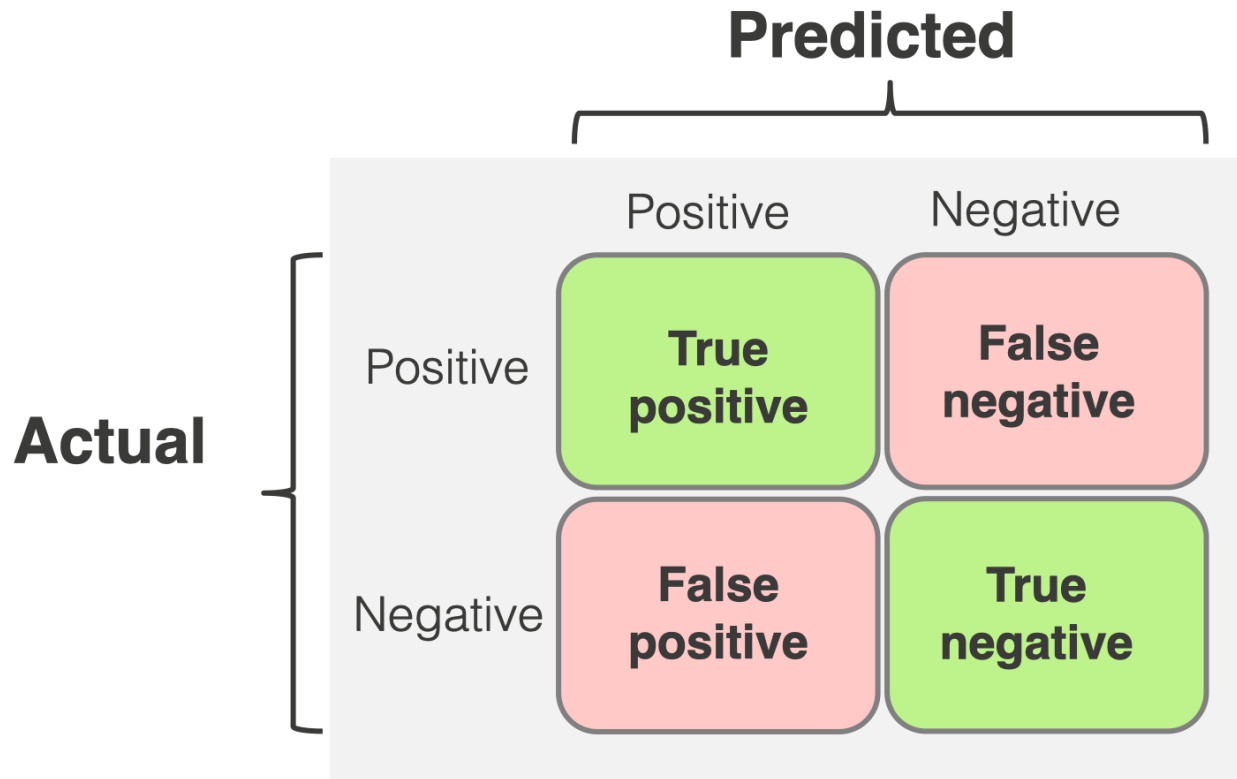 Predicted
Positive
Negative
Actual
Positive
True
positive
False
negative
Negative
False
positive
True
negative